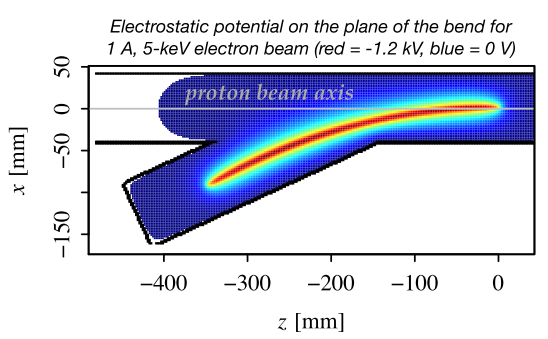 Electrostatic potential on the plane of the bend for
1 A, 5-keV electron beam (red = -1.2 kV, blue = 0 V)
50
0
−50
−150
x [mm]
proton beam axis
−400 −300 −200 −100 0
z [mm]